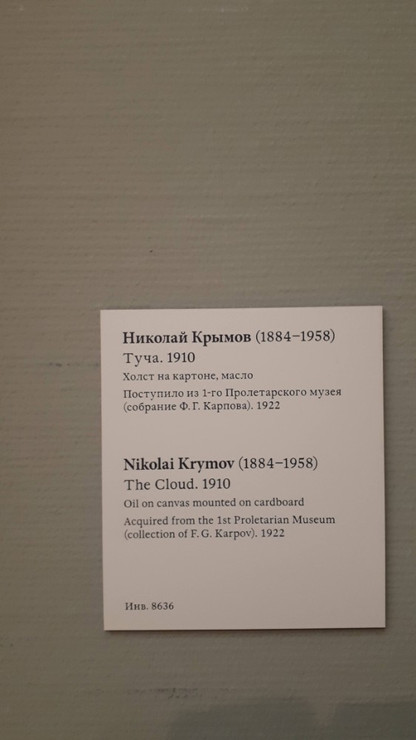 Николай Крымов (1884–1958)
Туча. 1910
Холст на картоне, масло
Поступило из 1-го Пролетарского музея
(собрание Ф. Г. Карпова). 1922
Nikolai Krymov (1884–1958)
The Cloud. 1910
Oil on canvas mounted on cardboard
Acquired from the 1st Proletarian Museum
(collection of F. G. Karpov). 1922
Инв. 8636